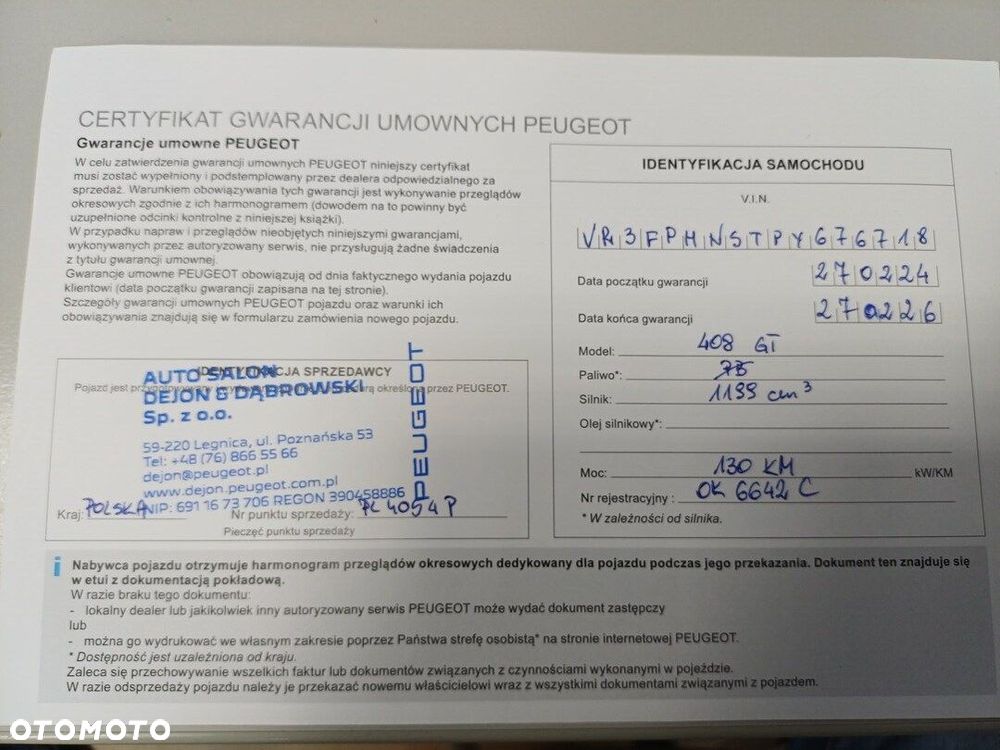 CERTYFIKAT GWARANCJI UMOWNYCH PEUGEOT
Gwarancje umowne PEUGEOT
W celu zatwierdzenia gwarancji umownych PEUGEOT niniejszy certyfikat
musi zostać wypełniony i podstemplowany przez dealera odpowiedzialnego za
sprzedaż. Warunkiem obowiązywania tych gwarancji jest wykonywanie przeglądów
okresowych zgodnie z ich harmonogramem (dowodem na to powinny być
uzupełnione odcinki kontrolne z niniejszej książki).
W przypadku napraw i przeglądów nieobjętych niniejszymi gwarancjami,
wykonywanych przez autoryzowany serwis, nie przysługują żadne świadczenia
z tytułu gwarancji umownej.
Gwarancje umowne PEUGEOT obowiązują od dnia faktycznego wydania pojazdu
klientowi (data początku gwarancji zapisana na tej stronie).
Szczegóły gwarancji umownych PEUGEOT pojazdu oraz warunki ich
obowiązywania znajdują się w formularzu zamówienia nowego pojazdu.
IDENTYFIKACJA SPRZEDAWCY
Pojazd jest określone przez PEUGEOT.
AUTO SALON
DEJON & DĄBROWSKI
Sp. z o.o.
59-220 Legnica, ul. Poznańska 53
Tel: +48 (76) 866 55 66
dejon@peugeot.pl
www.dejon.peugeot.com.pl
NIP: 691 16 73 706 REGON 390458886
PEUGEOT
Kraj: POLSKA Nr punktu sprzedaży: PL 4054 P
Pieczęć punktu sprzedaży
IDENTYFIKACJA SAMOCHODU
V.I.N.
VR3FPHNSTPY676718
Data początku gwarancji 270224
Data końca gwarancji 270226
Model: 408 GT
Paliwo*:
Silnik: 1199 cm³
Olej silnikowy*:
Moc: 130 KM kW/KM
Nr rejestracyjny : OK 6642 C
* W zależności od silnika.
i Nabywca pojazdu otrzymuje harmonogram przeglądów okresowych dedykowany dla pojazdu podczas jego przekazania. Dokument ten znajduje się
w etui z dokumentacją pokładową.
W razie braku tego dokumentu:
- lokalny dealer lub jakikolwiek inny autoryzowany serwis PEUGEOT może wydać dokument zastępczy
lub
- można go wydrukować we własnym zakresie poprzez Państwa strefę osobistą* na stronie internetowej PEUGEOT.
* Dostępność jest uzależniona od kraju.
Zaleca się przechowywanie wszelkich faktur lub dokumentów związanych z czynnościami wykonanymi w pojeździe.
W razie odsprzedaży pojazdu należy je przekazać nowemu właścicielowi wraz z wszystkimi dokumentami związanymi z pojazdem.
OTOMOTO